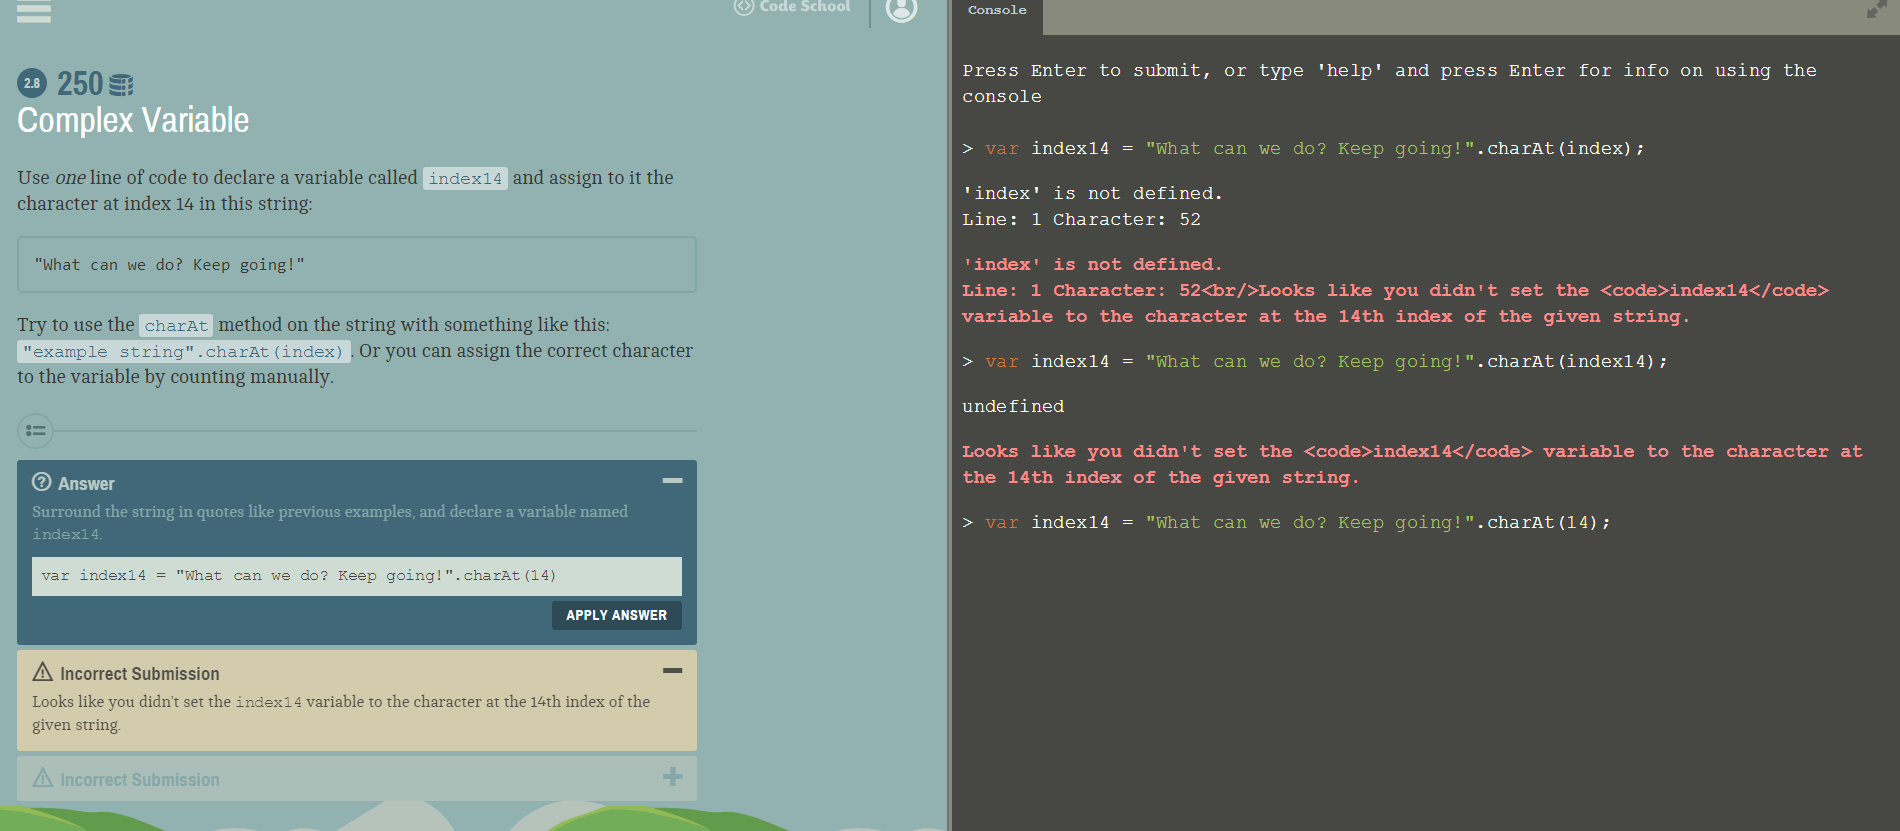 Code School
2.8 250
Complex Variable
Use one line of code to declare a variable called index14 and assign to it the
character at index 14 in this string:
"What can we do? Keep going!"
Try to use the charAt method on the string with something like this:
"example string".charAt(index). Or you can assign the correct character
to the variable by counting manually.
Answer
Surround the string in quotes like previous examples, and declare a variable named
index14.
var index14 = "What can we do? Keep going!".charAt(14)
APPLY ANSWER
Incorrect Submission
Looks like you didn't set the index14 variable to the character at the 14th index of the
given string.
Incorrect Submission
Console
Press Enter to submit, or type 'help' and press Enter for info on using the
console
> var index14 = "What can we do? Keep going!".charAt(index);
'index' is not defined.
Line: 1 Character: 52
'index' is not defined.
Line: 1 Character: 52<br/>Looks like you didn't set the <code>index14</code>
variable to the character at the 14th index of the given string.
> var index14 = "What can we do? Keep going!".charAt(index14);
undefined
Looks like you didn't set the <code>index14</code> variable to the character at
the 14th index of the given string.
> var index14 = "What can we do? Keep going!".charAt(14);